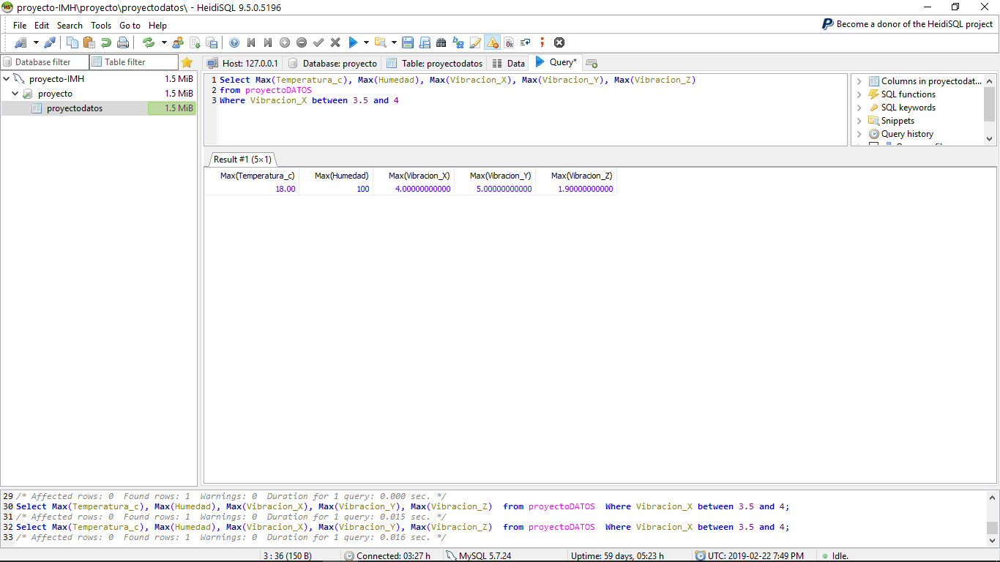 proyecto-IMH\proyecto\proyectodatos\ - HeidiSQL 9.5.0.5196
File Edit Search Tools Go to Help
Become a donor of the HeidiSQL project
Database filter
Table filter
Host: 127.0.0.1
Database: proyecto
Table: proyectodatos
Data
Query*
proyecto-IMH 1.5 MiB
proyecto 1.5 MiB
proyectodatos 1.5 MiB
1 Select Max(Temperatura_c), Max(Humedad), Max(Vibracion_X), Max(Vibracion_Y), Max(Vibracion_Z)
2 from proyectoDATOS
3 Where Vibracion_X between 3.5 and 4
Columns in proyectodat...
SQL functions
SQL keywords
Snippets
Query history
Result #1 (5×1)
Max(Temperatura_c) Max(Humedad) Max(Vibracion_X) Max(Vibracion_Y) Max(Vibracion_Z)
18.00 100 4.00000000000 5.00000000000 1.90000000000
29 /* Affected rows: 0 Found rows: 1 Warnings: 0 Duration for 1 query: 0.000 sec. */
30 Select Max(Temperatura_c), Max(Humedad), Max(Vibracion_X), Max(Vibracion_Y), Max(Vibracion_Z) from proyectoDATOS Where Vibracion_X between 3.5 and 4;
31 /* Affected rows: 0 Found rows: 1 Warnings: 0 Duration for 1 query: 0.015 sec. */
32 Select Max(Temperatura_c), Max(Humedad), Max(Vibracion_X), Max(Vibracion_Y), Max(Vibracion_Z) from proyectoDATOS Where Vibracion_X between 3.5 and 4;
33 /* Affected rows: 0 Found rows: 1 Warnings: 0 Duration for 1 query: 0.016 sec. */
3 : 36 (150 B)
Connected: 03:27 h
MySQL 5.7.24
Uptime: 59 days, 05:23 h
UTC: 2019-02-22 7:49 PM
Idle.